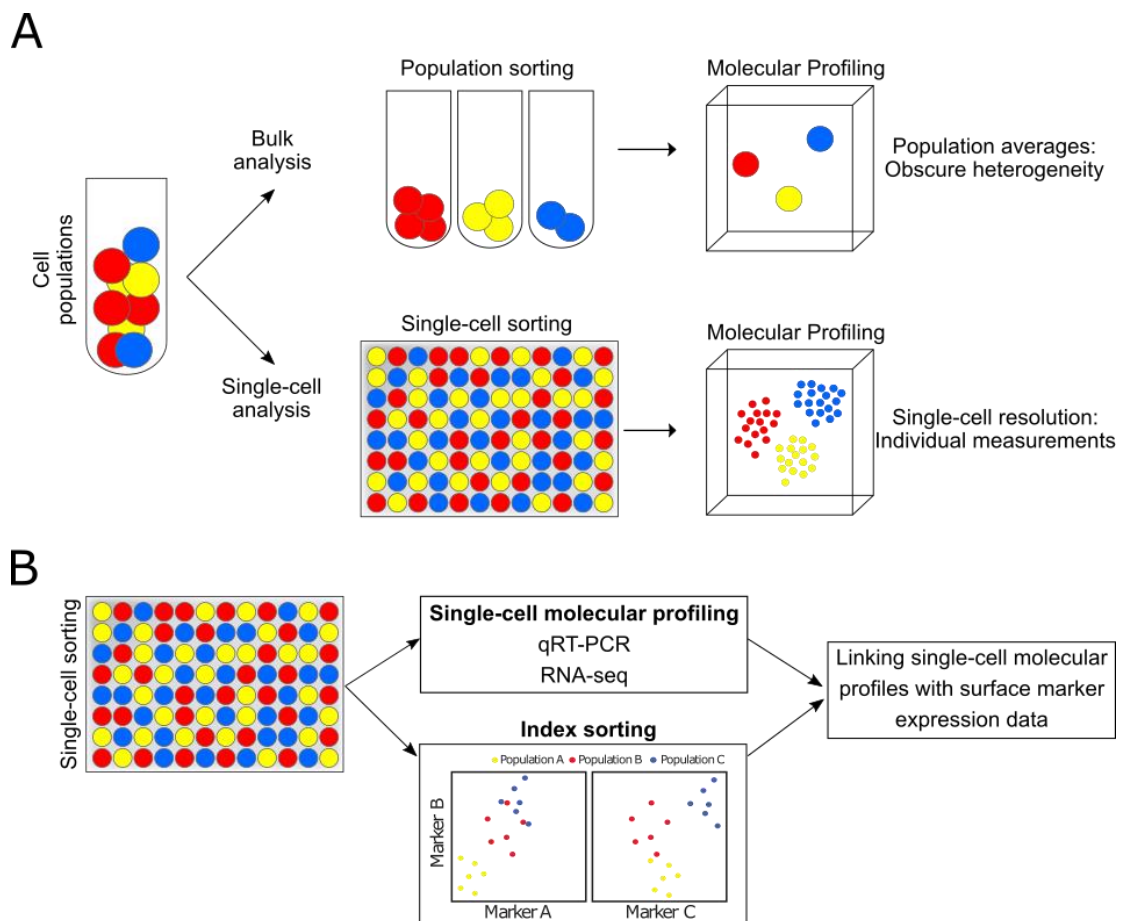 A
Population sorting
Molecular Profiling
Bulk
analysis
Population averages:
Obscure heterogeneity
Cell
populations
Single-cell sorting
Molecular Profiling
Single-cell
analysis
Single-cell resolution:
Individual measurements
B
Single-cell sorting
Single-cell molecular profiling
qRT-PCR
RNA-seq
Linking single-cell molecular
profiles with surface marker
expression data
Index sorting
Population A Population B Population C
Marker B
Marker A
Marker C